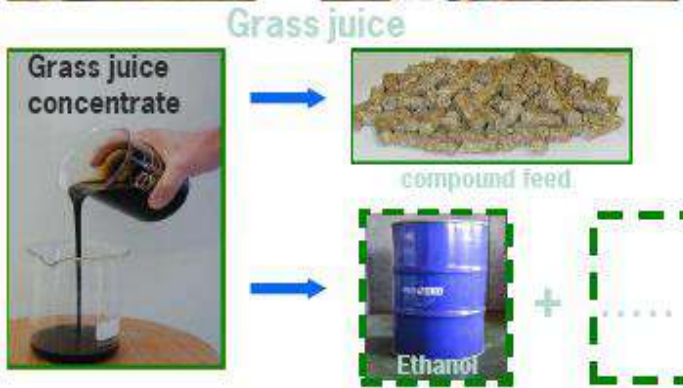 Grass juice
Grass juice
concentrate
compound feed
Ethanol
+
.....